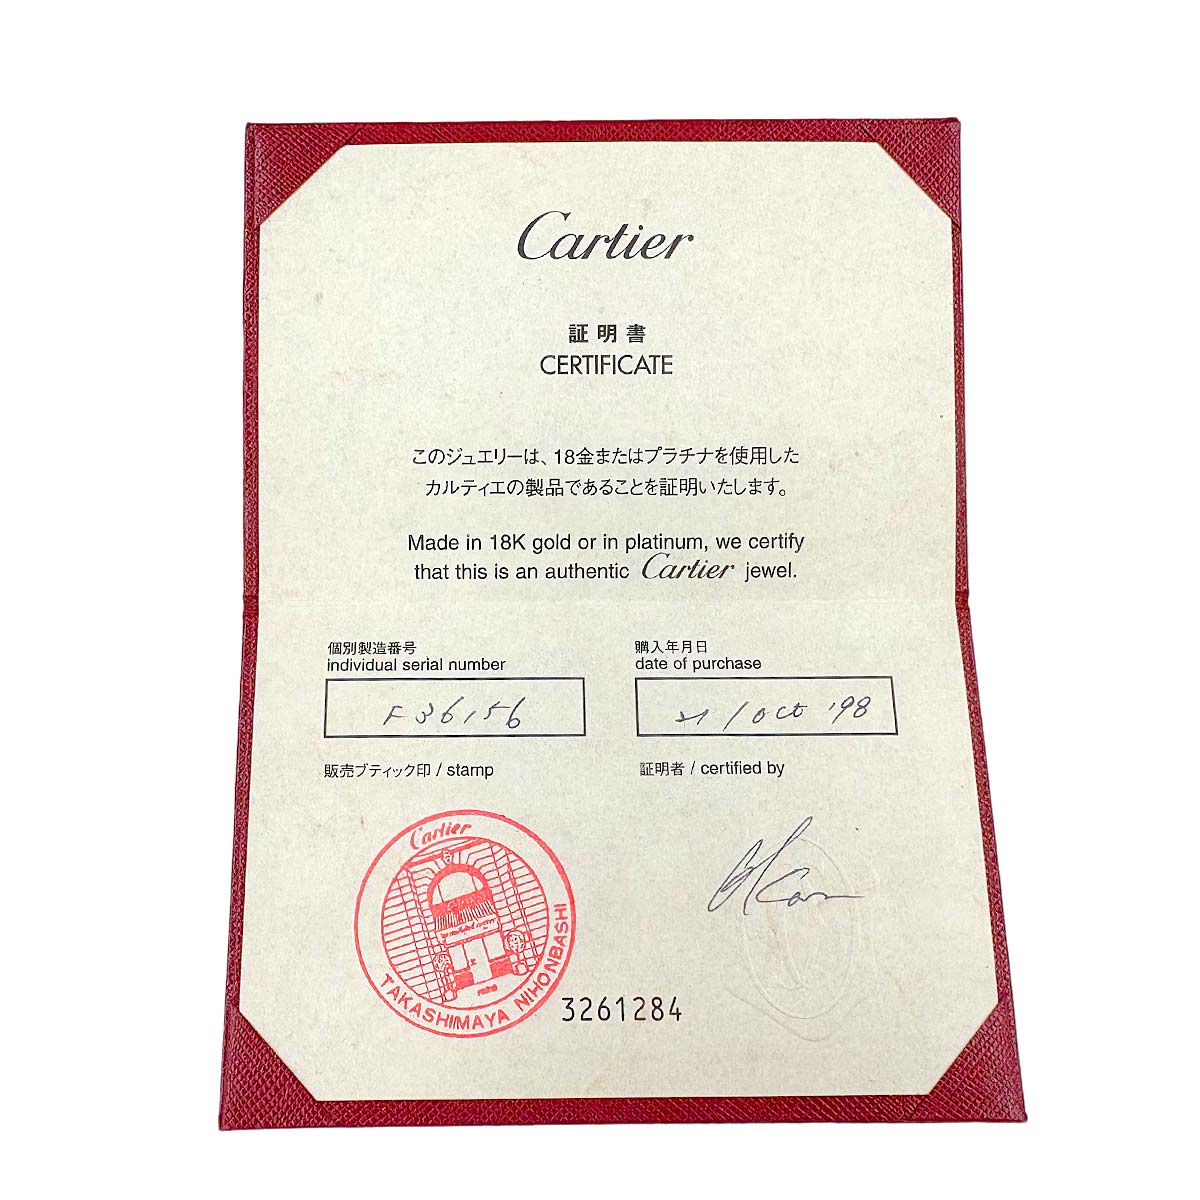 Cartier
証明書
CERTIFICATE
このジュエリーは、18金またはプラチナを使用した
カルティエの製品であることを証明いたします。
Made in 18K gold or in platinum, we certify
that this is an authentic Cartier jewel.
個別製造番号
individual serial number
F36156
購入年月日
date of purchase
21/oct '98
販売ブティック印 / stamp
証明者 / certified by
Cartier
TAKASHIMAYA NIHONBASHI
3261284